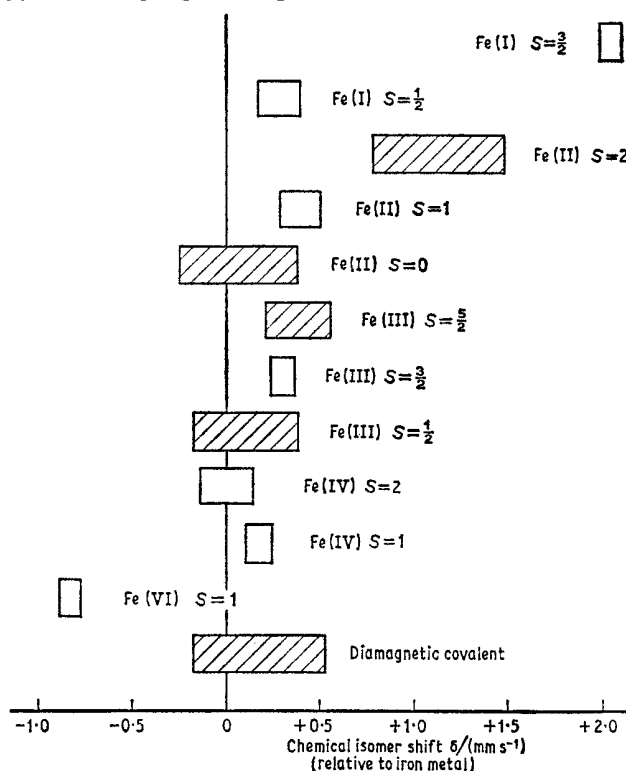 Fe(I) S=3/2
Fe(I) S=1/2
Fe(II) S=2
Fe(II) S=1
Fe(II) S=0
Fe(III) S=5/2
Fe(III) S=3/2
Fe(III) S=1/2
Fe(IV) S=2
Fe(IV) S=1
Fe(VI) S=1
Diamagnetic covalent
-1·0 -0·5 0 +0·5 +1·0 +1·5 +2·0
Chemical isomer shift δ/(mm s⁻¹)
(relative to iron metal)